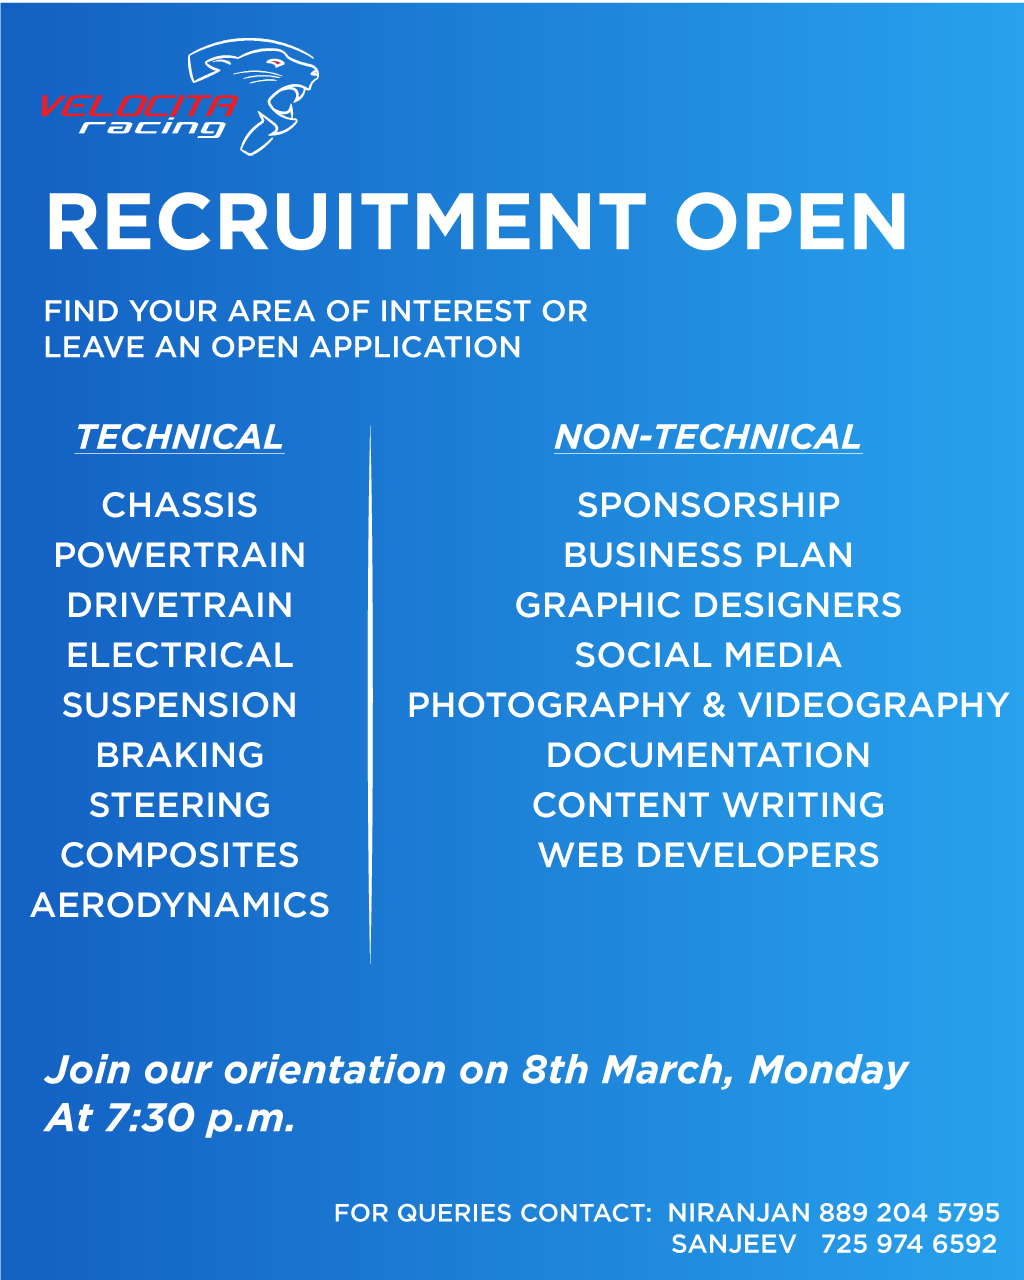 VELOCITA
racing
RECRUITMENT OPEN
FIND YOUR AREA OF INTEREST OR
LEAVE AN OPEN APPLICATION
TECHNICAL
CHASSIS
POWERTRAIN
DRIVETRAIN
ELECTRICAL
SUSPENSION
BRAKING
STEERING
COMPOSITES
AERODYNAMICS
NON-TECHNICAL
SPONSORSHIP
BUSINESS PLAN
GRAPHIC DESIGNERS
SOCIAL MEDIA
PHOTOGRAPHY & VIDEOGRAPHY
DOCUMENTATION
CONTENT WRITING
WEB DEVELOPERS
Join our orientation on 8th March, Monday
At 7:30 p.m.
FOR QUERIES CONTACT: NIRANJAN 889 204 5795
SANJEEV 725 974 6592